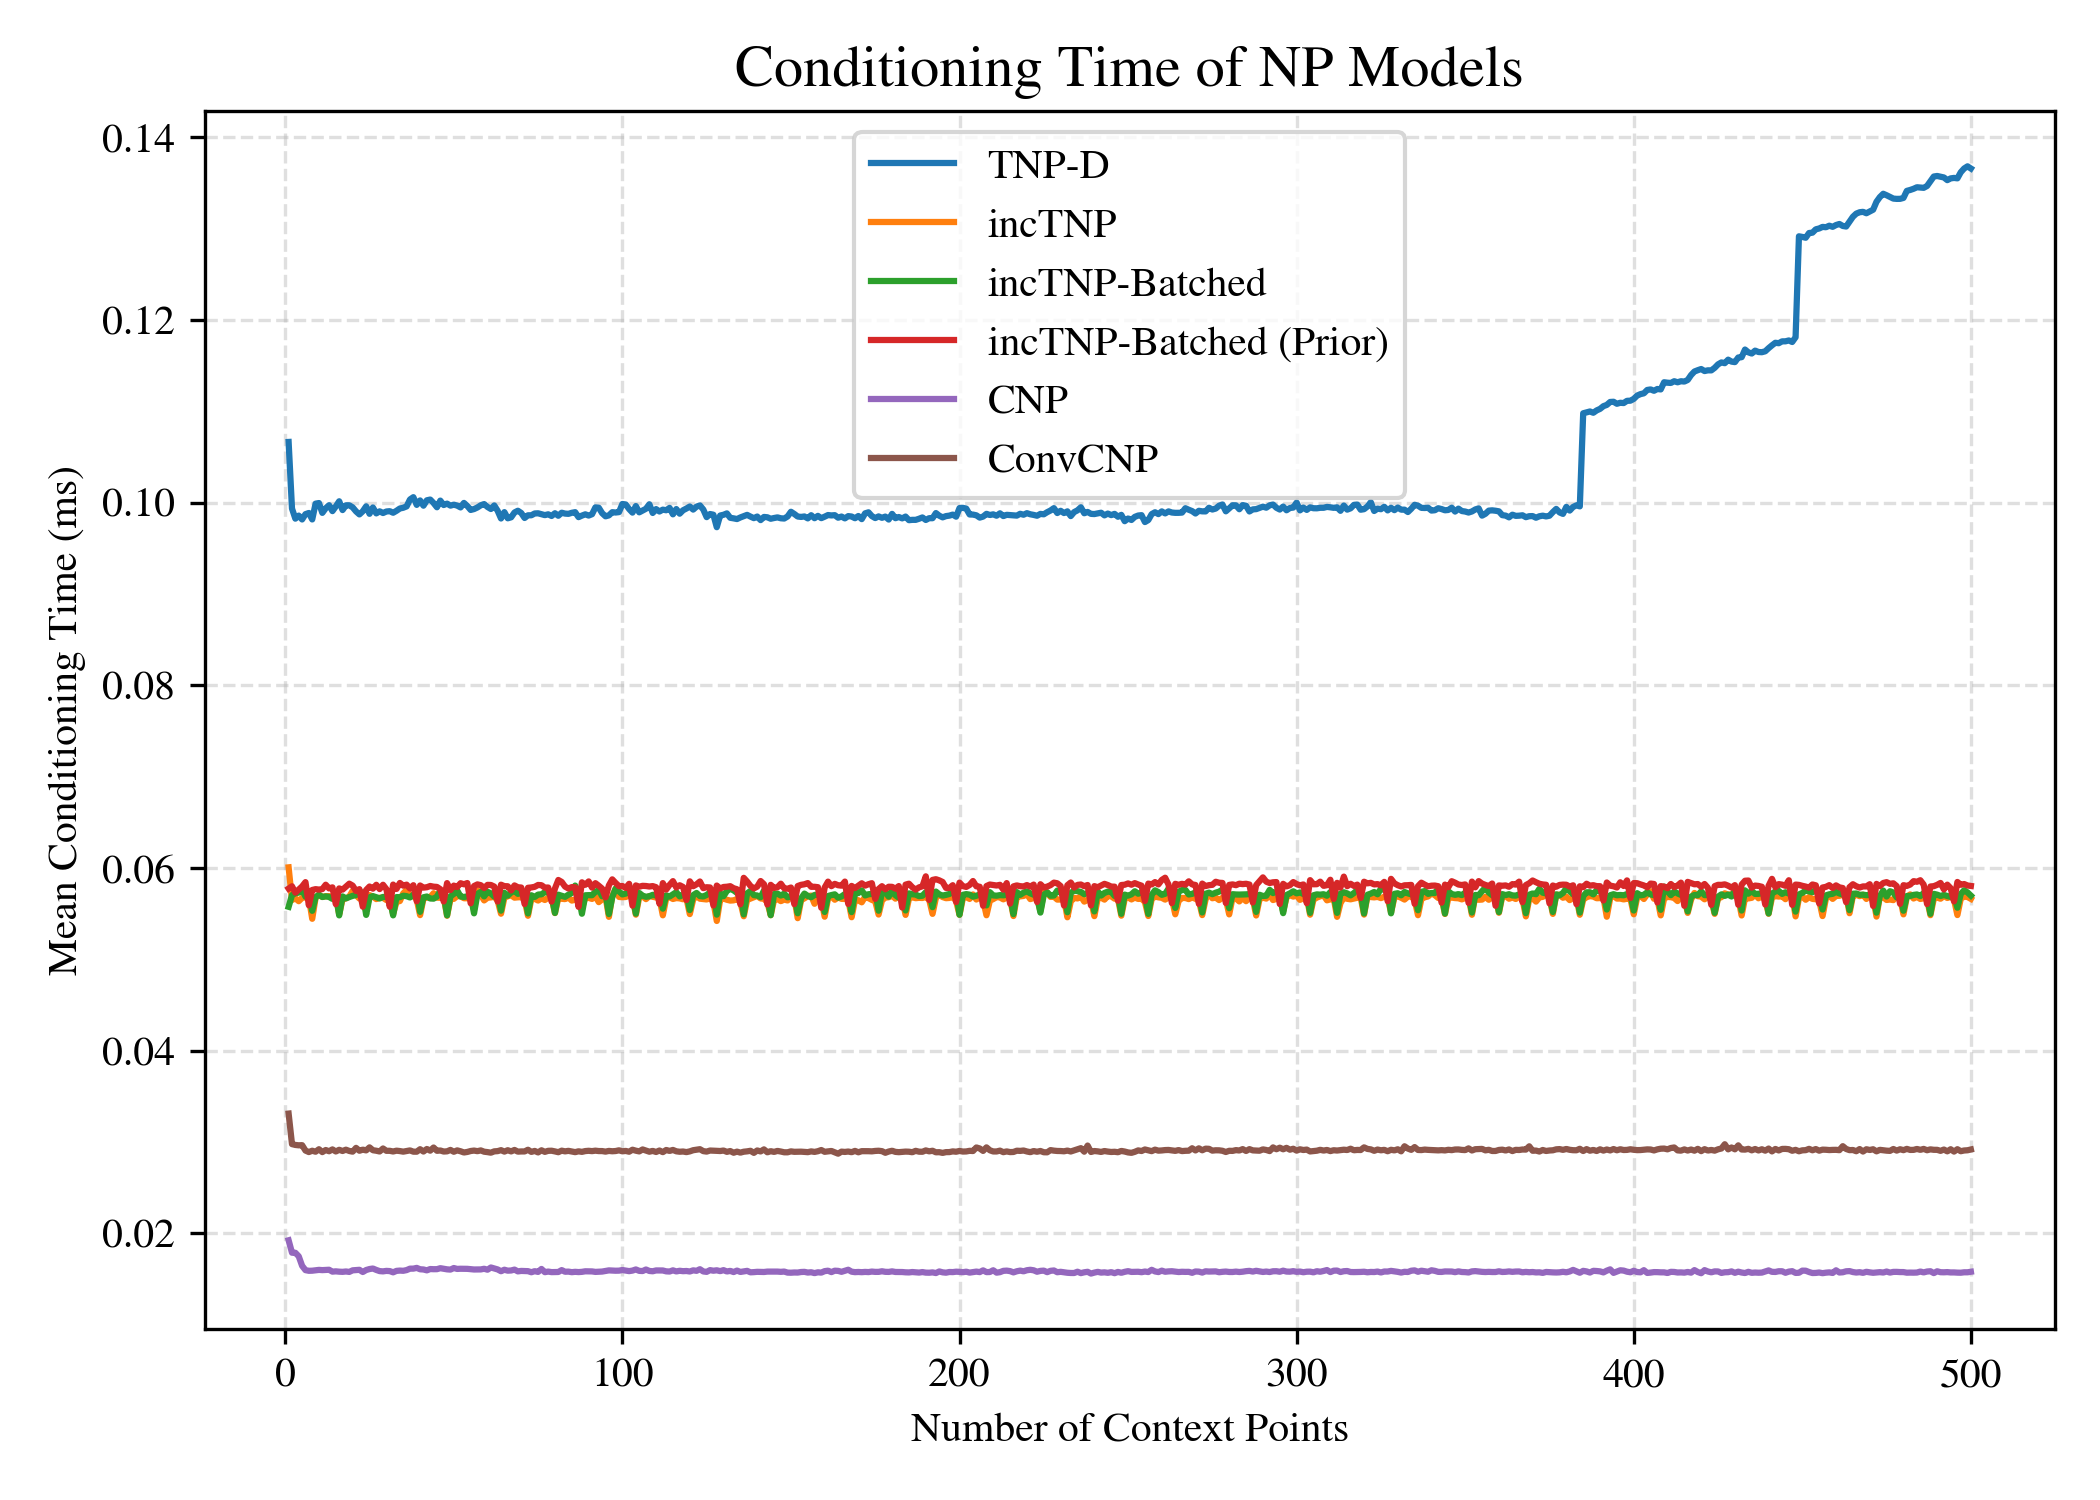 Conditioning Time of NP Models
0.14
0.12
0.10
0.08
0.06
0.04
0.02
Mean Conditioning Time (ms)
TNP-D
incTNP
incTNP-Batched
incTNP-Batched (Prior)
CNP
ConvCNP
0 100 200 300 400 500
Number of Context Points